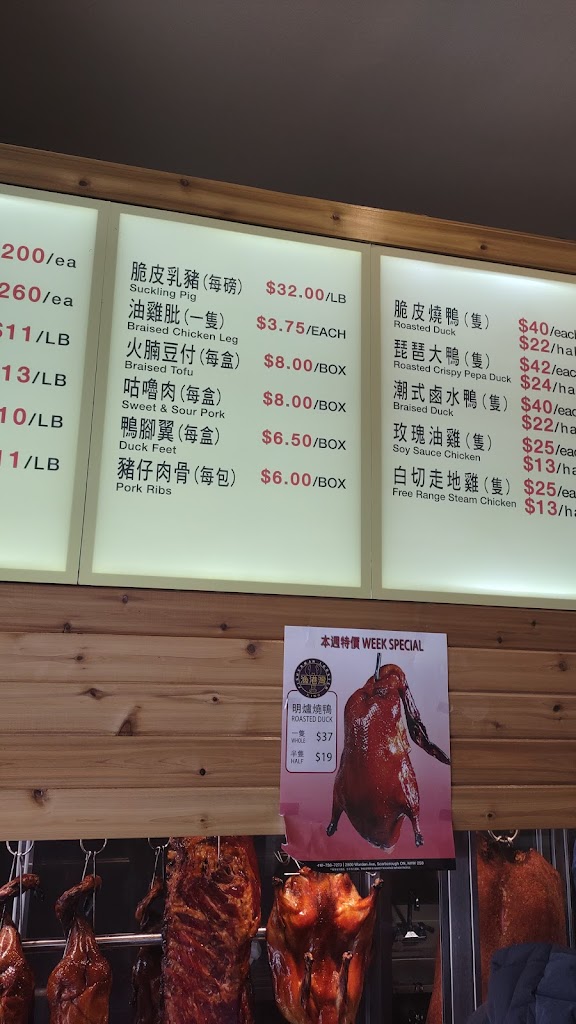 200/ea
260/ea
$11/LB
13/LB
10/LB
11/LB
脆皮乳豬(每磅) $32.00/LB
Suckling Pig
油雞肶(一隻) $3.75/EACH
Braised Chicken Leg
火腩豆付(每盒) $8.00/BOX
Braised Tofu
咕嚕肉(每盒) $8.00/BOX
Sweet & Sour Pork
鴨腳翼(每盒) $6.50/BOX
Duck Feet
豬仔肉骨(每包) $6.00/BOX
Pork Ribs
脆皮燒鴨(隻) $40/each
Roasted Duck $22/hal
琵琶大鴨(隻) $42/eac
Roasted Crispy Pepa Duck $24/hal
潮式鹵水鴨(隻) $40/eac
Braised Duck $22/ha
玫瑰油雞(隻) $25/ea
Soy Sauce Chicken $13/ha
白切走地雞(隻) $25/ea
Free Range Steam Chicken $13/ha
本週特價 WEEK SPECIAL
明爐燒鴨
ROASTED DUCK
一隻 $37
WHOLE
半隻 $19
HALF